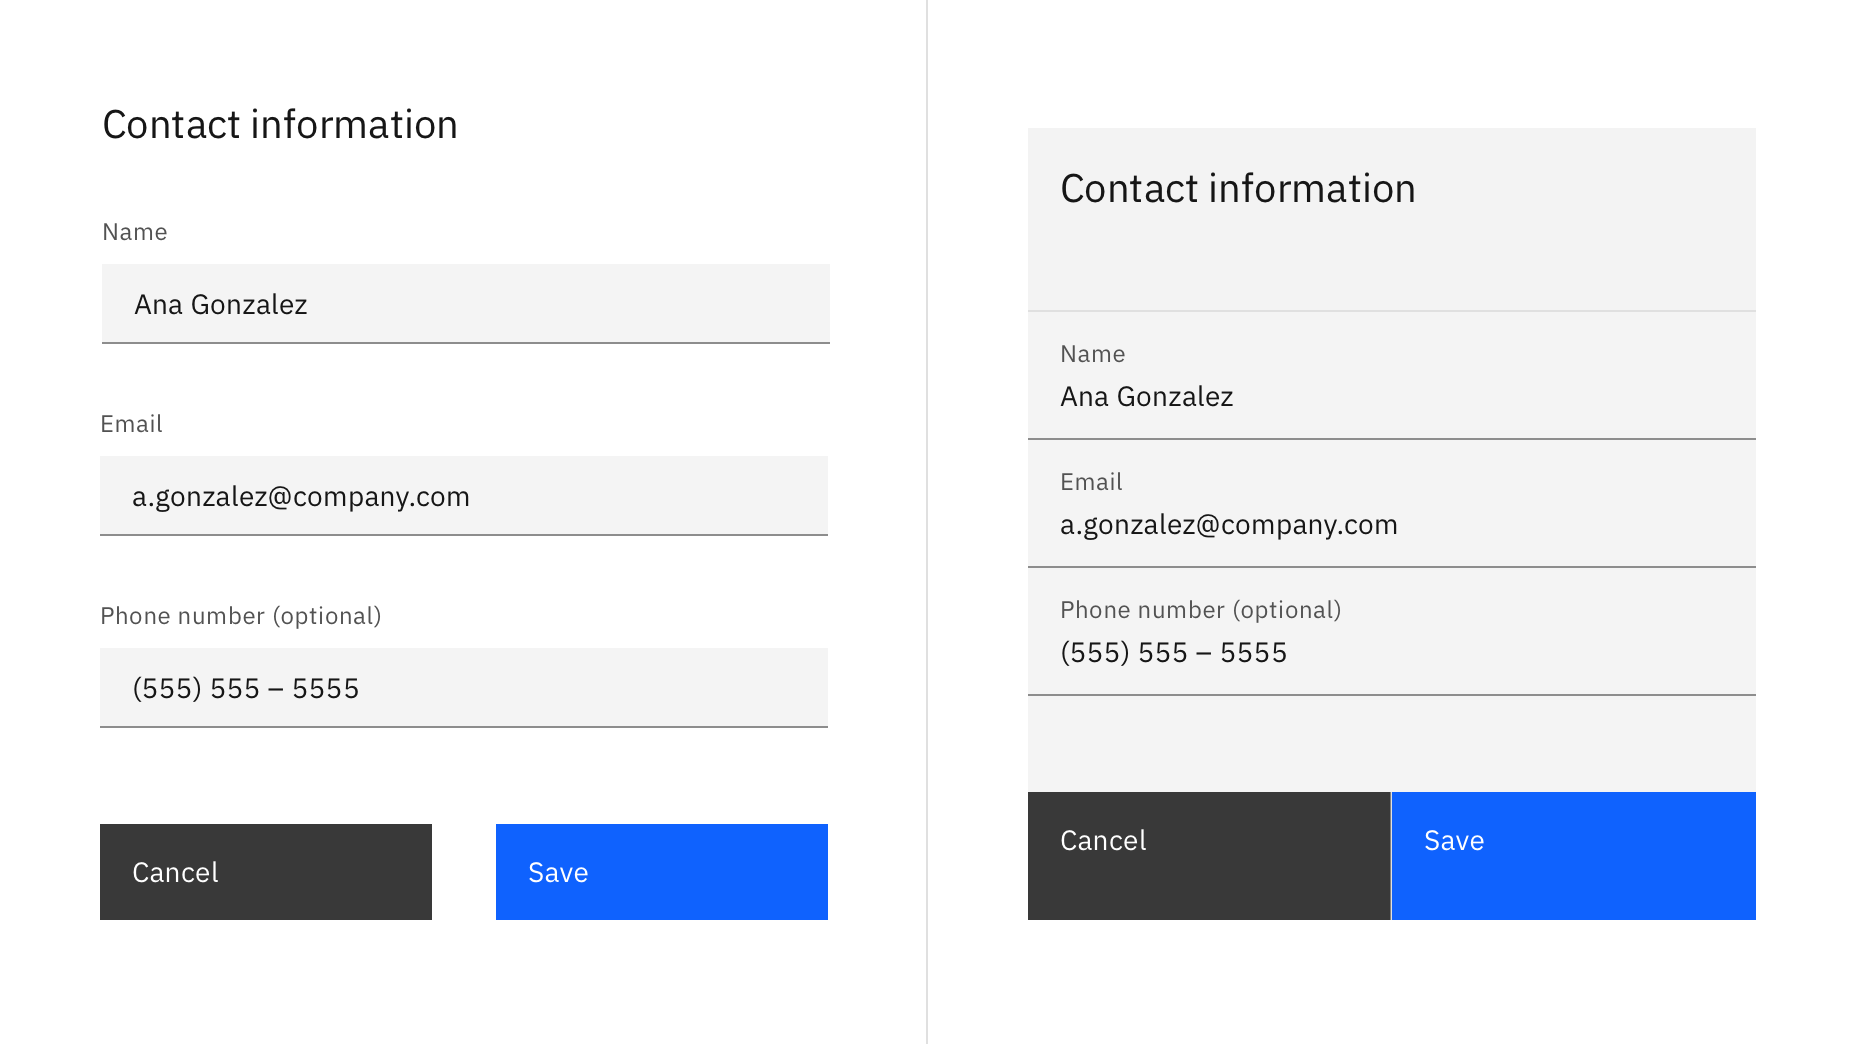 Contact information
Name
Ana Gonzalez
Email
a.gonzalez@company.com
Phone number (optional)
(555) 555 – 5555
Cancel
Save
Contact information
Name
Ana Gonzalez
Email
a.gonzalez@company.com
Phone number (optional)
(555) 555 – 5555
Cancel
Save